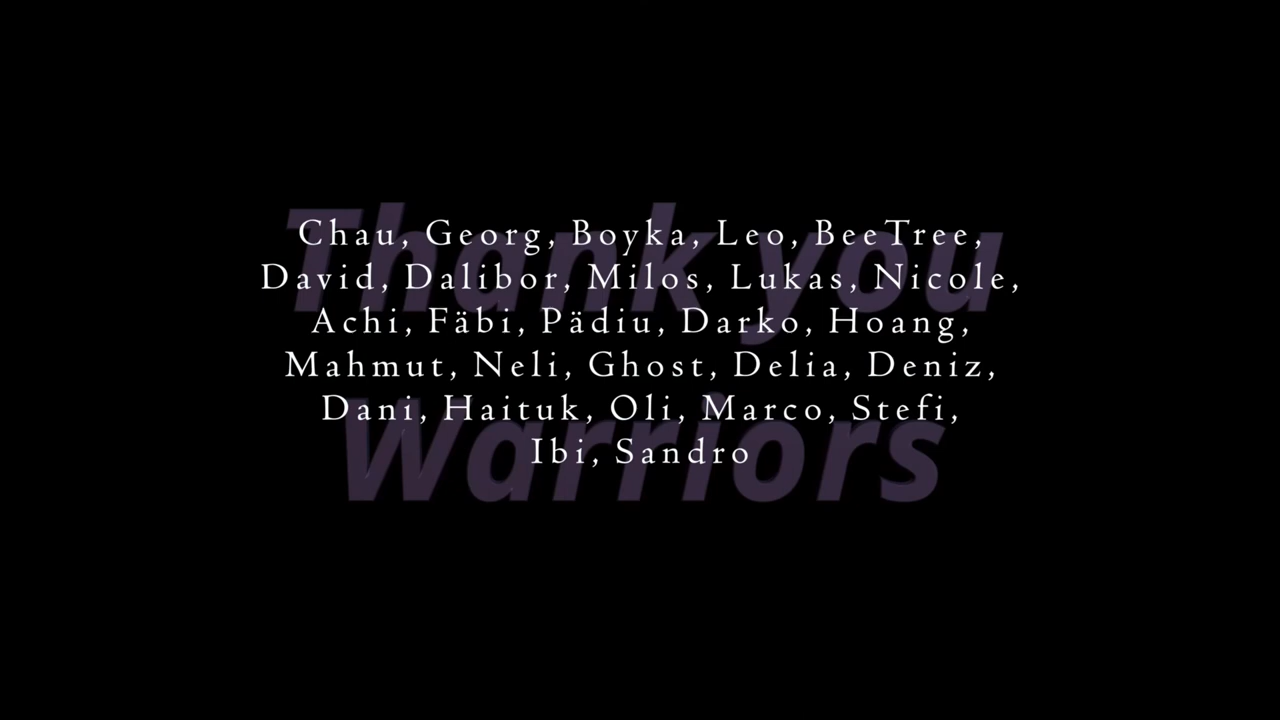 Thank you
Warriors
Chau, Georg, Boyka, Leo, BeeTree,
David, Dalibor, Milos, Lukas, Nicole,
Achi, Fäbi, Pädiu, Darko, Hoang,
Mahmut, Neli, Ghost, Delia, Deniz,
Dani, Haituk, Oli, Marco, Stefi,
Ibi, Sandro